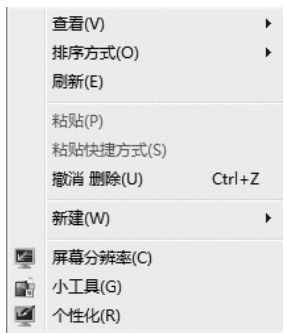 查看(V)
排序方式(O)
刷新(E)
粘贴(P)
粘贴快捷方式(S)
撤消 删除(U) Ctrl+Z
新建(W)
屏幕分辨率(C)
小工具(G)
个性化(R)